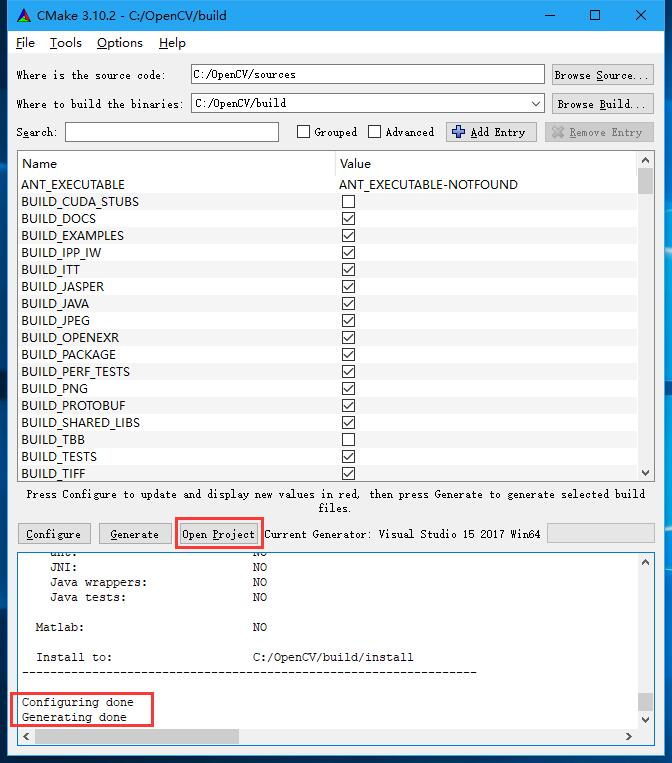 CMake 3.10.2 - C:/OpenCV/build
File Tools Options Help
Where is the source code: C:/OpenCV/sources Browse Source...
Where to build the binaries: C:/OpenCV/build Browse Build...
Search: Grouped Advanced Add Entry Remove Entry
Name Value
ANT_EXECUTABLE ANT_EXECUTABLE-NOTFOUND
BUILD_CUDA_STUBS
BUILD_DOCS
BUILD_EXAMPLES
BUILD_IPP_IW
BUILD_ITT
BUILD_JASPER
BUILD_JAVA
BUILD_JPEG
BUILD_OPENEXR
BUILD_PACKAGE
BUILD_PERF_TESTS
BUILD_PNG
BUILD_PROTOBUF
BUILD_SHARED_LIBS
BUILD_TBB
BUILD_TESTS
BUILD_TIFF
Press Configure to update and display new values in red, then press Generate to generate selected build
files.
Configure Generate Open Project Current Generator: Visual Studio 15 2017 Win64
ant: NO
JNI: NO
Java wrappers: NO
Java tests: NO
Matlab: NO
Install to: C:/OpenCV/build/install
-----------------------------------------------------------------
Configuring done
Generating done